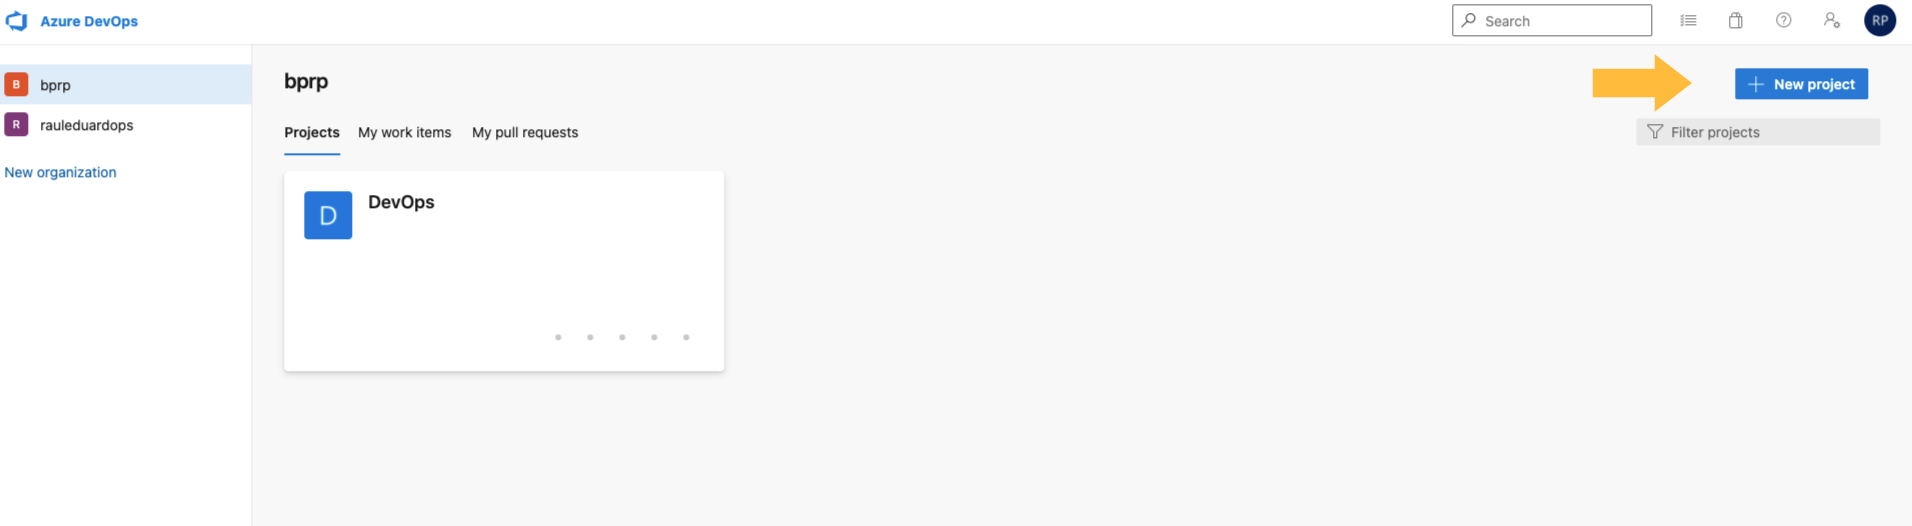 Azure DevOps
Search
RP
B bprp
R rauleduardops
New organization
bprp
New project
Projects My work items My pull requests
Filter projects
D DevOps